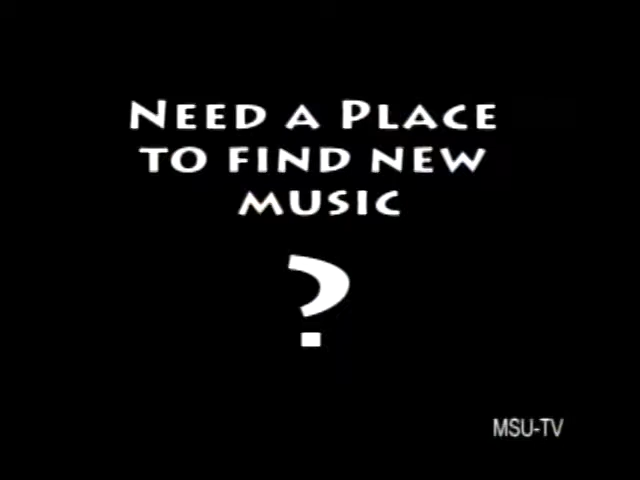 NEED A PLACE
TO FIND NEW
MUSIC
?
MSU-TV